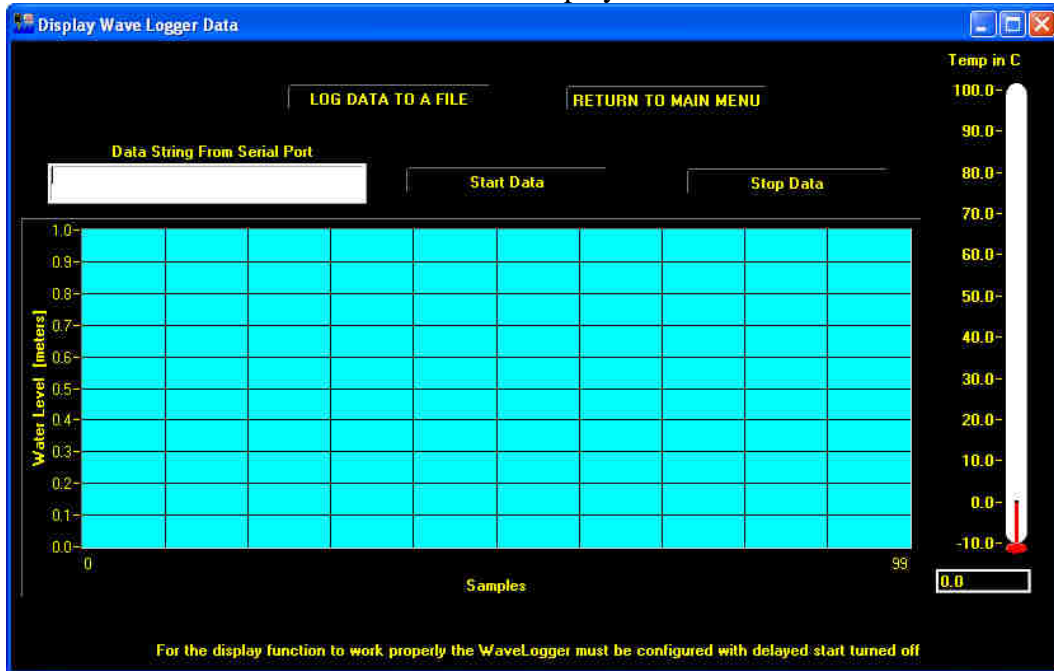 Display Wave Logger Data
Temp in C
LOG DATA TO A FILE
RETURN TO MAIN MENU
Data String From Serial Port
Start Data
Stop Data
100.0
90.0
80.0
70.0
60.0
50.0
40.0
30.0
20.0
10.0
0.0
-10.0
0.0
Water Level [meters]
1.0
0.9
0.8
0.7
0.6
0.5
0.4
0.3
0.2
0.1
0.0
0
99
Samples
For the display function to work properly the WaveLogger must be configured with delayed start turned off